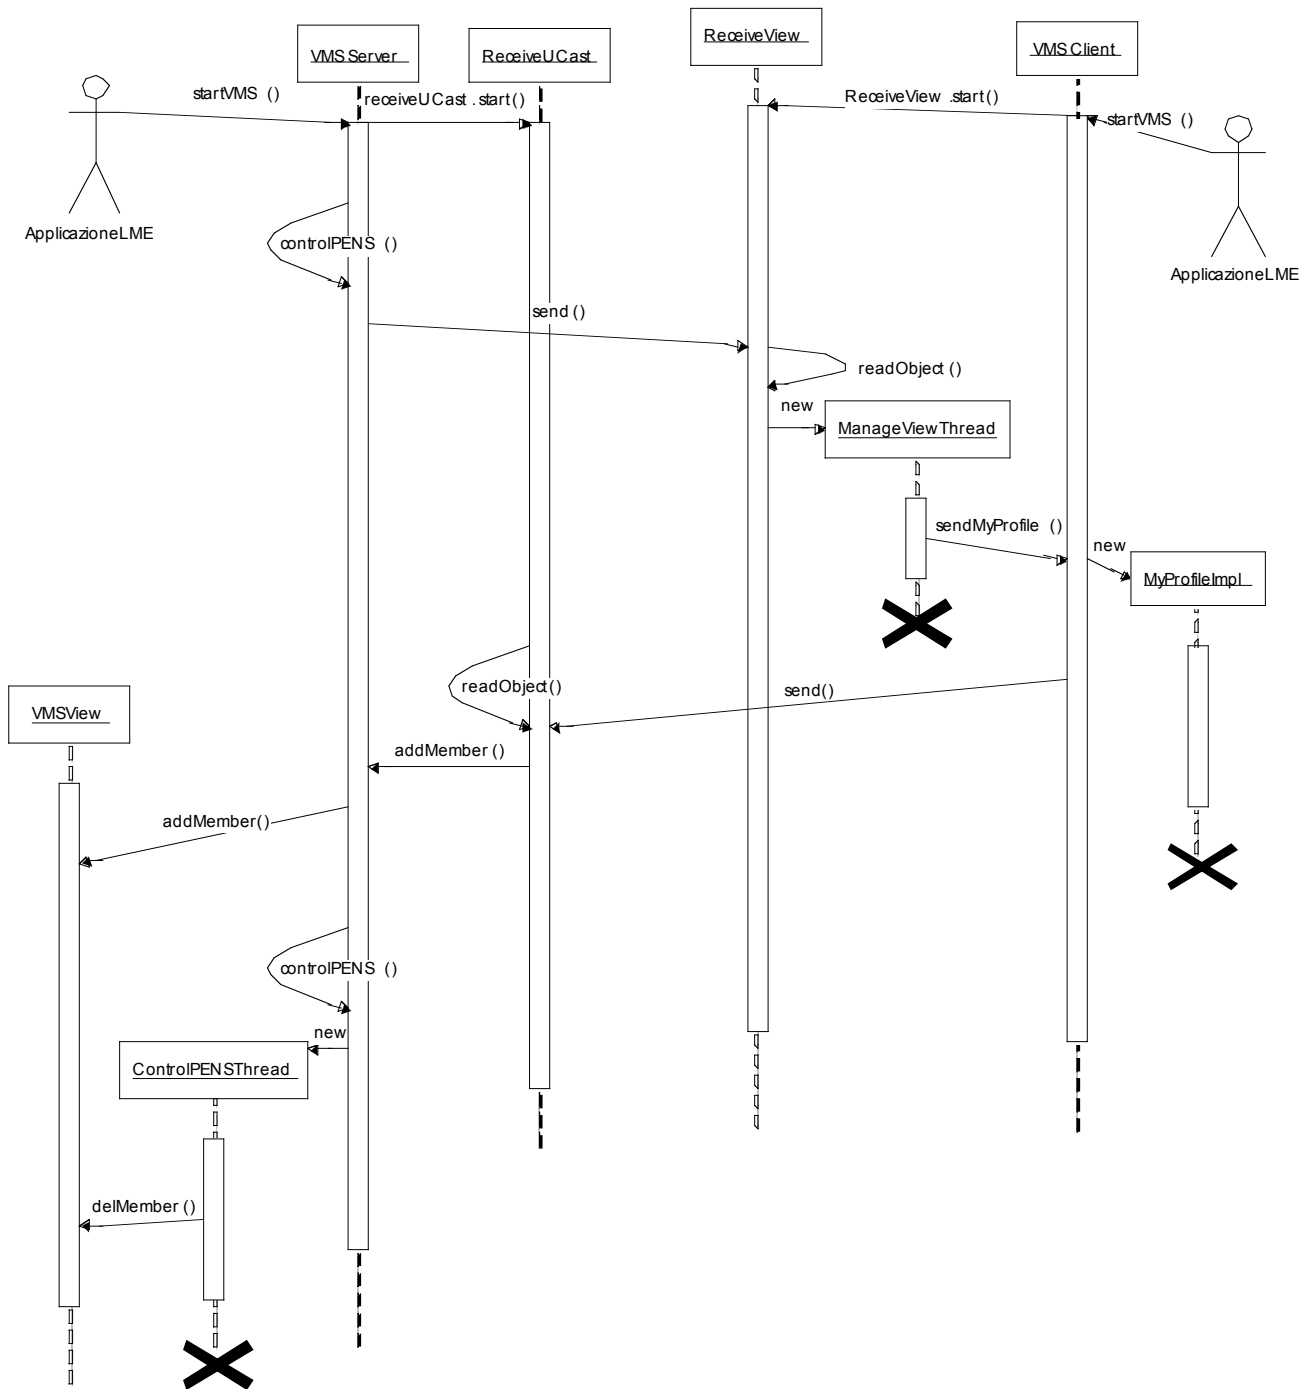 ReceiveView
VMSServer
ReceiveUCast
VMSClient
startVMS ()
receiveUCast .start()
ReceiveView .start()
startVMS ()
ApplicazioneLME
controlPENS ()
ApplicazioneLME
send ()
readObject ()
new
ManageViewThread
sendMyProfile ()
new
MyProfileImpl
readObject()
send()
VMSView
addMember ()
addMember()
controlPENS ()
new
ControlPENSThread
delMember ()